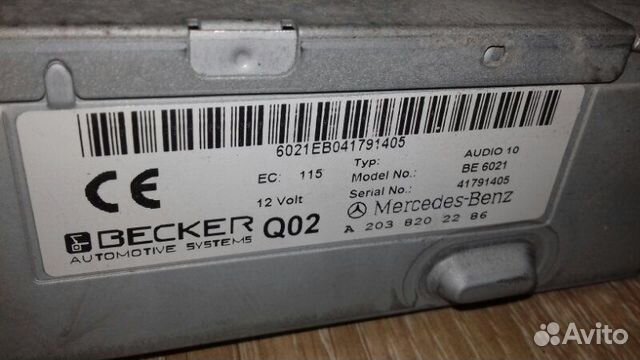 6021EB041791405
EC: 115
Typ: AUDIO 10
Model No.: BE 6021
12 Volt
Serial No.: 41791405
CE
BECKER
AUTOMOTIVE SYSTEMS
Q02
Mercedes-Benz
A 203 820 22 86
Avito